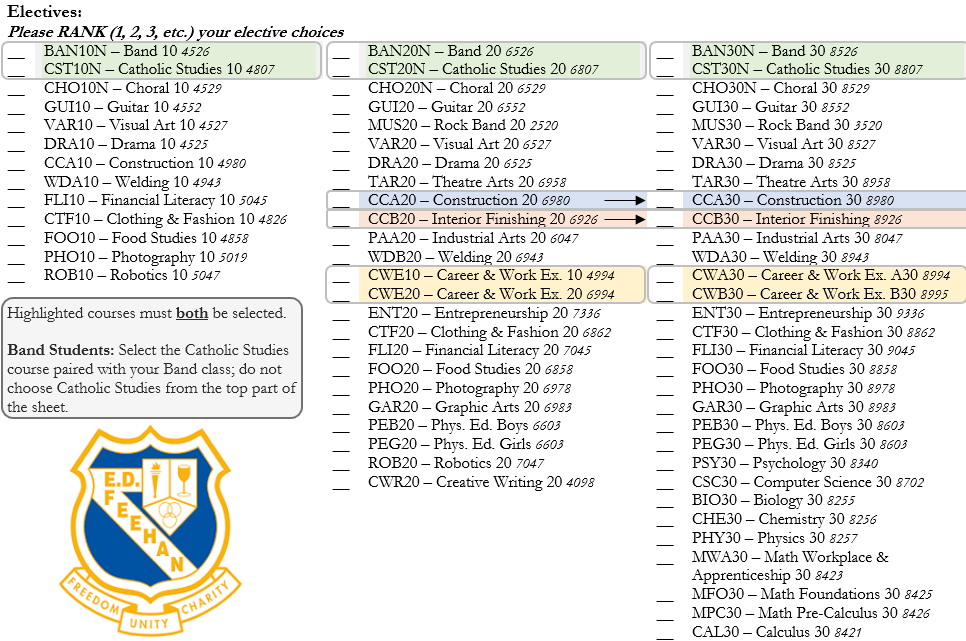 Electives:
Please RANK (1, 2, 3, etc.) your elective choices
__ BAN10N – Band 10 4526
__ CST10N – Catholic Studies 10 4807
__ CHO10N – Choral 10 4529
__ GUI10 – Guitar 10 4552
__ VAR10 – Visual Art 10 4527
__ DRA10 – Drama 10 4525
__ CCA10 – Construction 10 4980
__ WDA10 – Welding 10 4943
__ FLI10 – Financial Literacy 10 5045
__ CTF10 – Clothing & Fashion 10 4826
__ FOO10 – Food Studies 10 4858
__ PHO10 – Photography 10 5019
__ ROB10 – Robotics 10 5047
Highlighted courses must both be selected.
Band Students: Select the Catholic Studies
course paired with your Band class; do not
choose Catholic Studies from the top part of
the sheet.
E.D.
FEEHAN
FREEDOM
UNITY
CHARITY
__ BAN20N – Band 20 6526
__ CST20N – Catholic Studies 20 6807
__ CHO20N – Choral 20 6529
__ GUI20 – Guitar 20 6552
__ MUS20 – Rock Band 20 2520
__ VAR20 – Visual Art 20 6527
__ DRA20 – Drama 20 6525
__ TAR20 – Theatre Arts 20 6958
__ CCA20 – Construction 20 6980
__ CCB20 – Interior Finishing 20 6926
__ PAA20 – Industrial Arts 20 6047
__ WDB20 – Welding 20 6943
__ CWE10 – Career & Work Ex. 10 4994
__ CWE20 – Career & Work Ex. 20 6994
__ ENT20 – Entrepreneurship 20 7336
__ CTF20 – Clothing & Fashion 20 6862
__ FLI20 – Financial Literacy 20 7045
__ FOO20 – Food Studies 20 6858
__ PHO20 – Photography 20 6978
__ GAR20 – Graphic Arts 20 6983
__ PEB20 – Phys. Ed. Boys 20 6603
__ PEG20 – Phys. Ed. Girls 20 6603
__ ROB20 – Robotics 20 7047
__ CWR20 – Creative Writing 20 4098
__ BAN30N – Band 30 8526
__ CST30N – Catholic Studies 30 8807
__ CHO30N – Choral 30 8529
__ GUI30 – Guitar 30 8552
__ MUS30 – Rock Band 30 3520
__ VAR30 – Visual Art 30 8527
__ DRA30 – Drama 30 8525
__ TAR30 – Theatre Arts 30 8958
__ CCA30 – Construction 30 8980
__ CCB30 – Interior Finishing 8926
__ PAA30 – Industrial Arts 30 8047
__ WDA30 – Welding 30 8943
__ CWA30 – Career & Work Ex. A30 8994
__ CWB30 – Career & Work Ex. B30 8995
__ ENT30 – Entrepreneurship 30 9336
__ CTF30 – Clothing & Fashion 30 8862
__ FLI30 – Financial Literacy 30 9045
__ FOO30 – Food Studies 30 8858
__ PHO30 – Photography 30 8978
__ GAR30 – Graphic Arts 30 8983
__ PEB30 – Phys. Ed. Boys 30 8603
__ PEG30 – Phys. Ed. Girls 30 8603
__ PSY30 – Psychology 30 8340
__ CSC30 – Computer Science 30 8702
__ BIO30 – Biology 30 8255
__ CHE30 – Chemistry 30 8256
__ PHY30 – Physics 30 8257
__ MWA30 – Math Workplace &
Apprenticeship 30 8423
__ MFO30 – Math Foundations 30 8425
__ MPC30 – Math Pre-Calculus 30 8426
__ CAL30 – Calculus 30 8421